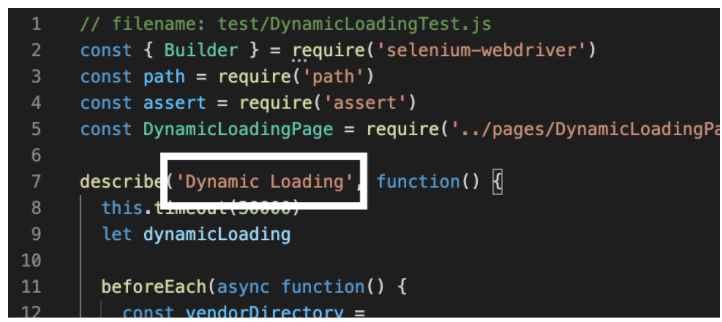 1 // filename: test/DynamicLoadingTest.js
2 const { Builder } = require('selenium-webdriver')
3 const path = require('path')
4 const assert = require('assert')
5 const DynamicLoadingPage = require('../pages/DynamicLoadingPa
6
7 describe('Dynamic Loading', function() {
8 this.timeout(30000)
9 let dynamicLoading
10
11 beforeEach(async function() {
12 const vendorDirectory =